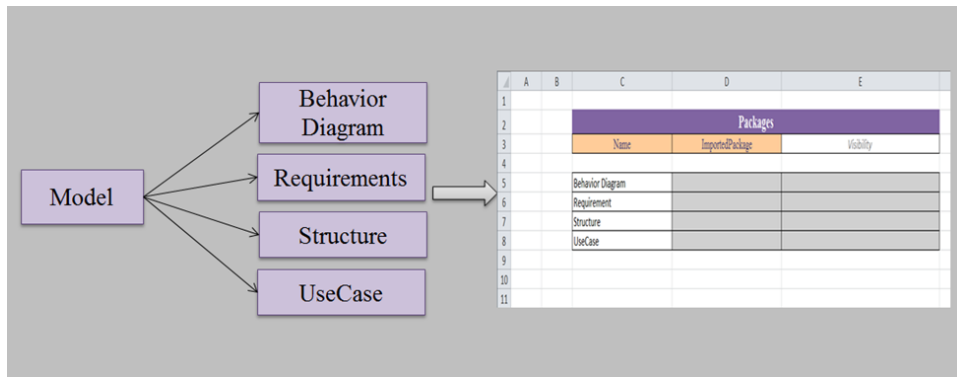 Model
Behavior
Diagram
Requirements
Structure
UseCase
A B C D E
1
2 Packages
3 Name ImportedPackage Visibility
4
5 Behavior Diagram
6 Requirement
7 Structure
8 UseCase
9
10
11